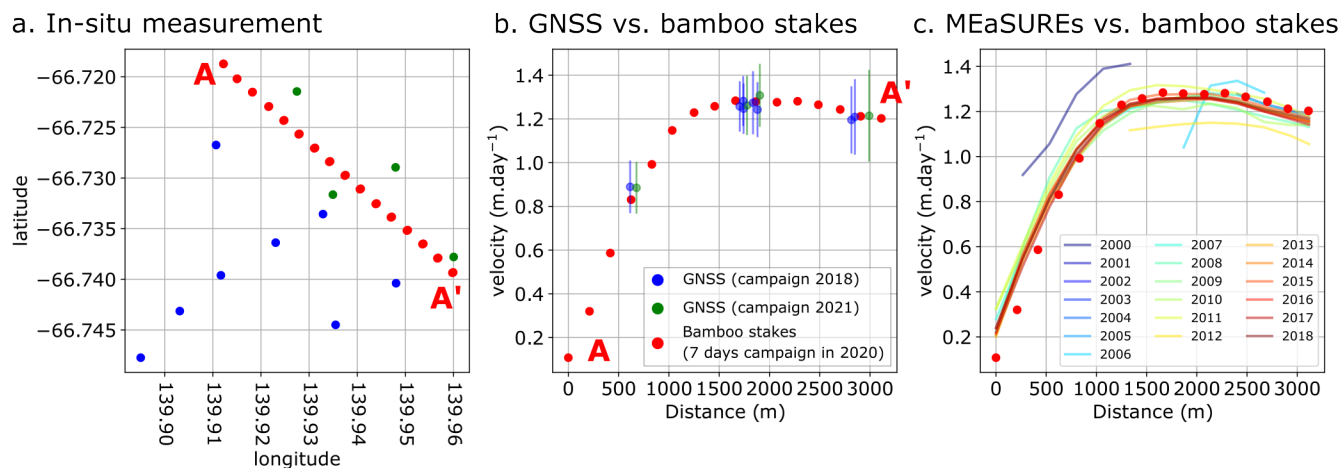 a. In-situ measurement
−66.720
−66.725
−66.730
−66.735
−66.740
−66.745
latitude
A
A'
139.90
139.91
139.92
139.93
139.94
139.95
139.96
longitude
b. GNSS vs. bamboo stakes
1.4
1.2
1.0
0.8
0.6
0.4
0.2
velocity (m.day⁻¹)
A'
A
GNSS (campaign 2018)
GNSS (campaign 2021)
Bamboo stakes
(7 days campaign in 2020)
0 500 1000 1500 2000 2500 3000
Distance (m)
c. MEaSUREs vs. bamboo stakes
1.4
1.2
1.0
0.8
0.6
0.4
0.2
velocity (m.day⁻¹)
2000 2007 2013
2001 2008 2014
2002 2009 2015
2003 2010 2016
2004 2011 2017
2005 2012 2018
2006
0 500 1000 1500 2000 2500 3000
Distance (m)